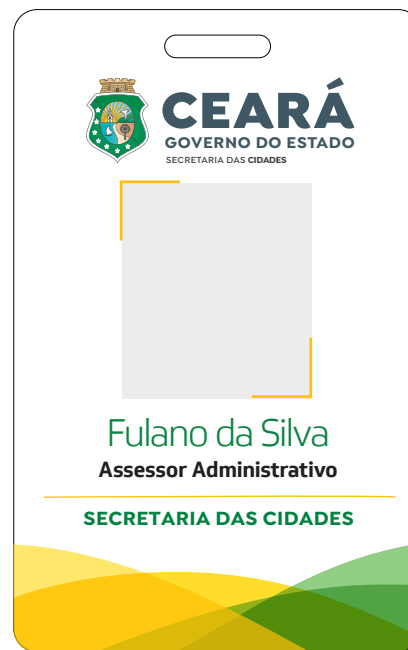 CEARÁ
GOVERNO DO ESTADO
SECRETARIA DAS CIDADES
Fulano da Silva
Assessor Administrativo
SECRETARIA DAS CIDADES